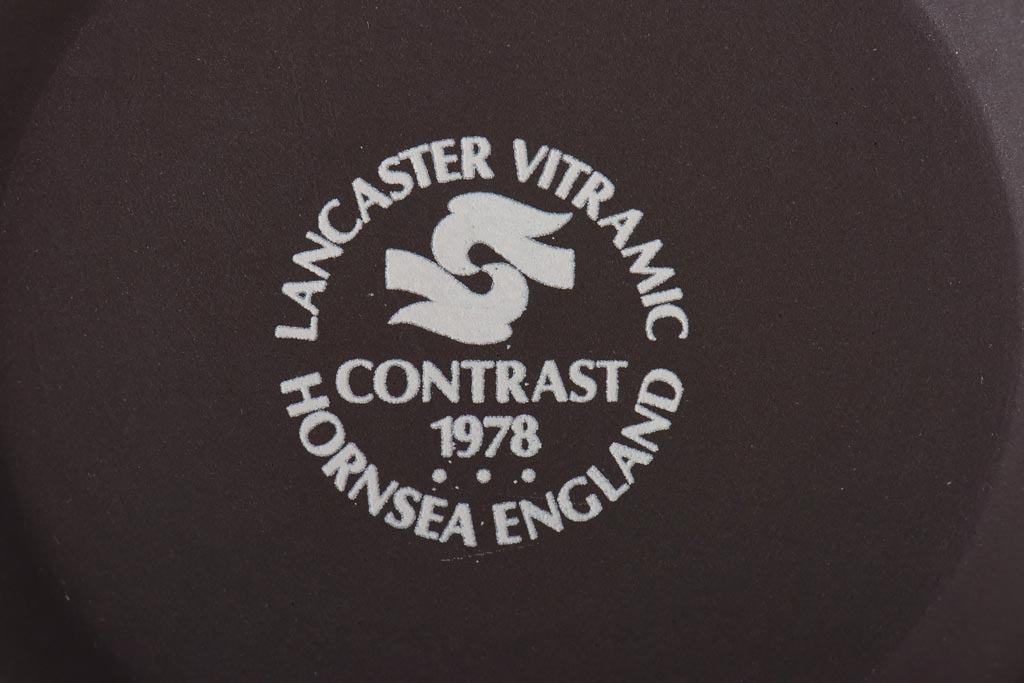 LANCASTER VITRAMIC
CONTRAST
1978
HORNSEA ENGLAND